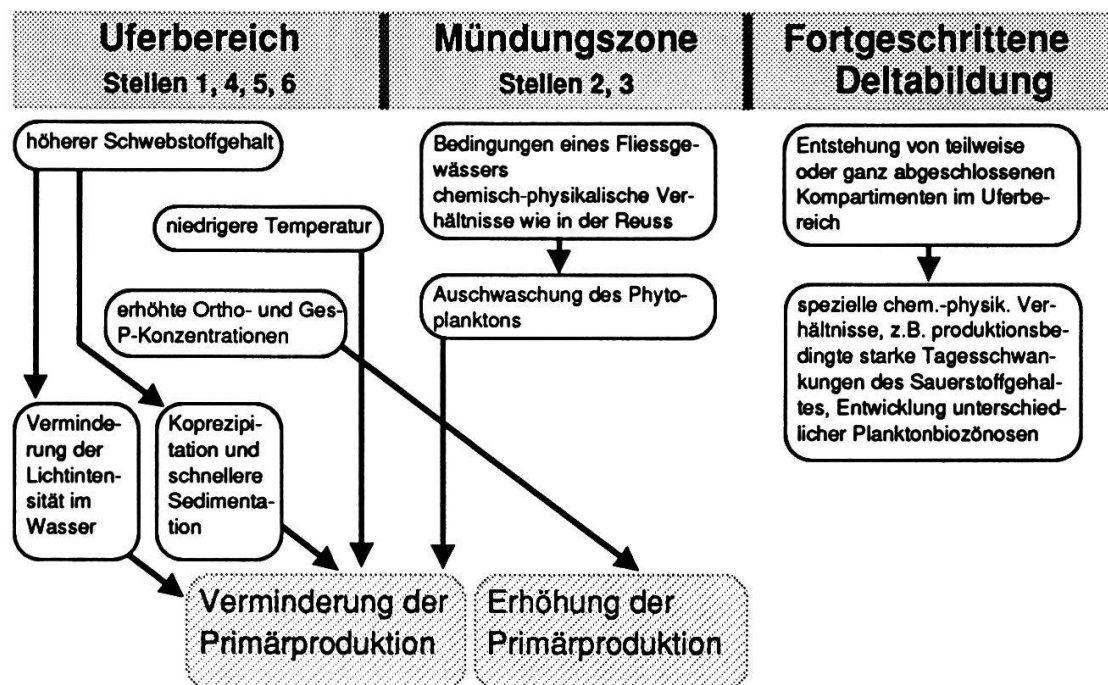 Uferbereich
Stellen 1, 4, 5, 6
Mündungszone
Stellen 2, 3
Fortgeschrittene
Deltabildung
höherer Schwebstoffgehalt
niedrigere Temperatur
erhöhte Ortho- und Ges-
P-Konzentrationen
Verminde-
rung der
Lichtinten-
sität im
Wasser
Koprezipi-
tation und
schnellere
Sedimenta-
tion
Bedingungen eines Fliessge-
wässers
chemisch-physikalische Ver-
hältnisse wie in der Reuss
Auschwaschung des Phyto-
planktons
Entstehung von teilweise
oder ganz abgeschlossenen
Kompartimenten im Uferbe-
reich
spezielle chem.-physik. Ver-
hältnisse, z.B. produktionsbe-
dingte starke Tagesschwan-
kungen des Sauerstoffgehal-
tes, Entwicklung unterschied-
licher Planktonbiozönosen
Verminderung der
Primärproduktion
Erhöhung der
Primärproduktion